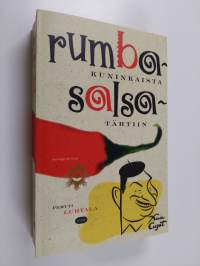 rumba-
KUNINKAISTA
salsa-
TÄHTIIN
PERTTI
LUHTALA